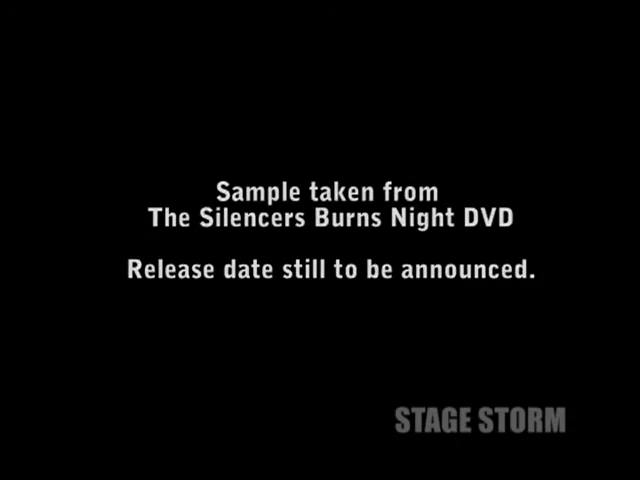 Sample taken from
The Silencers Burns Night DVD
Release date still to be announced.
STAGE STORM